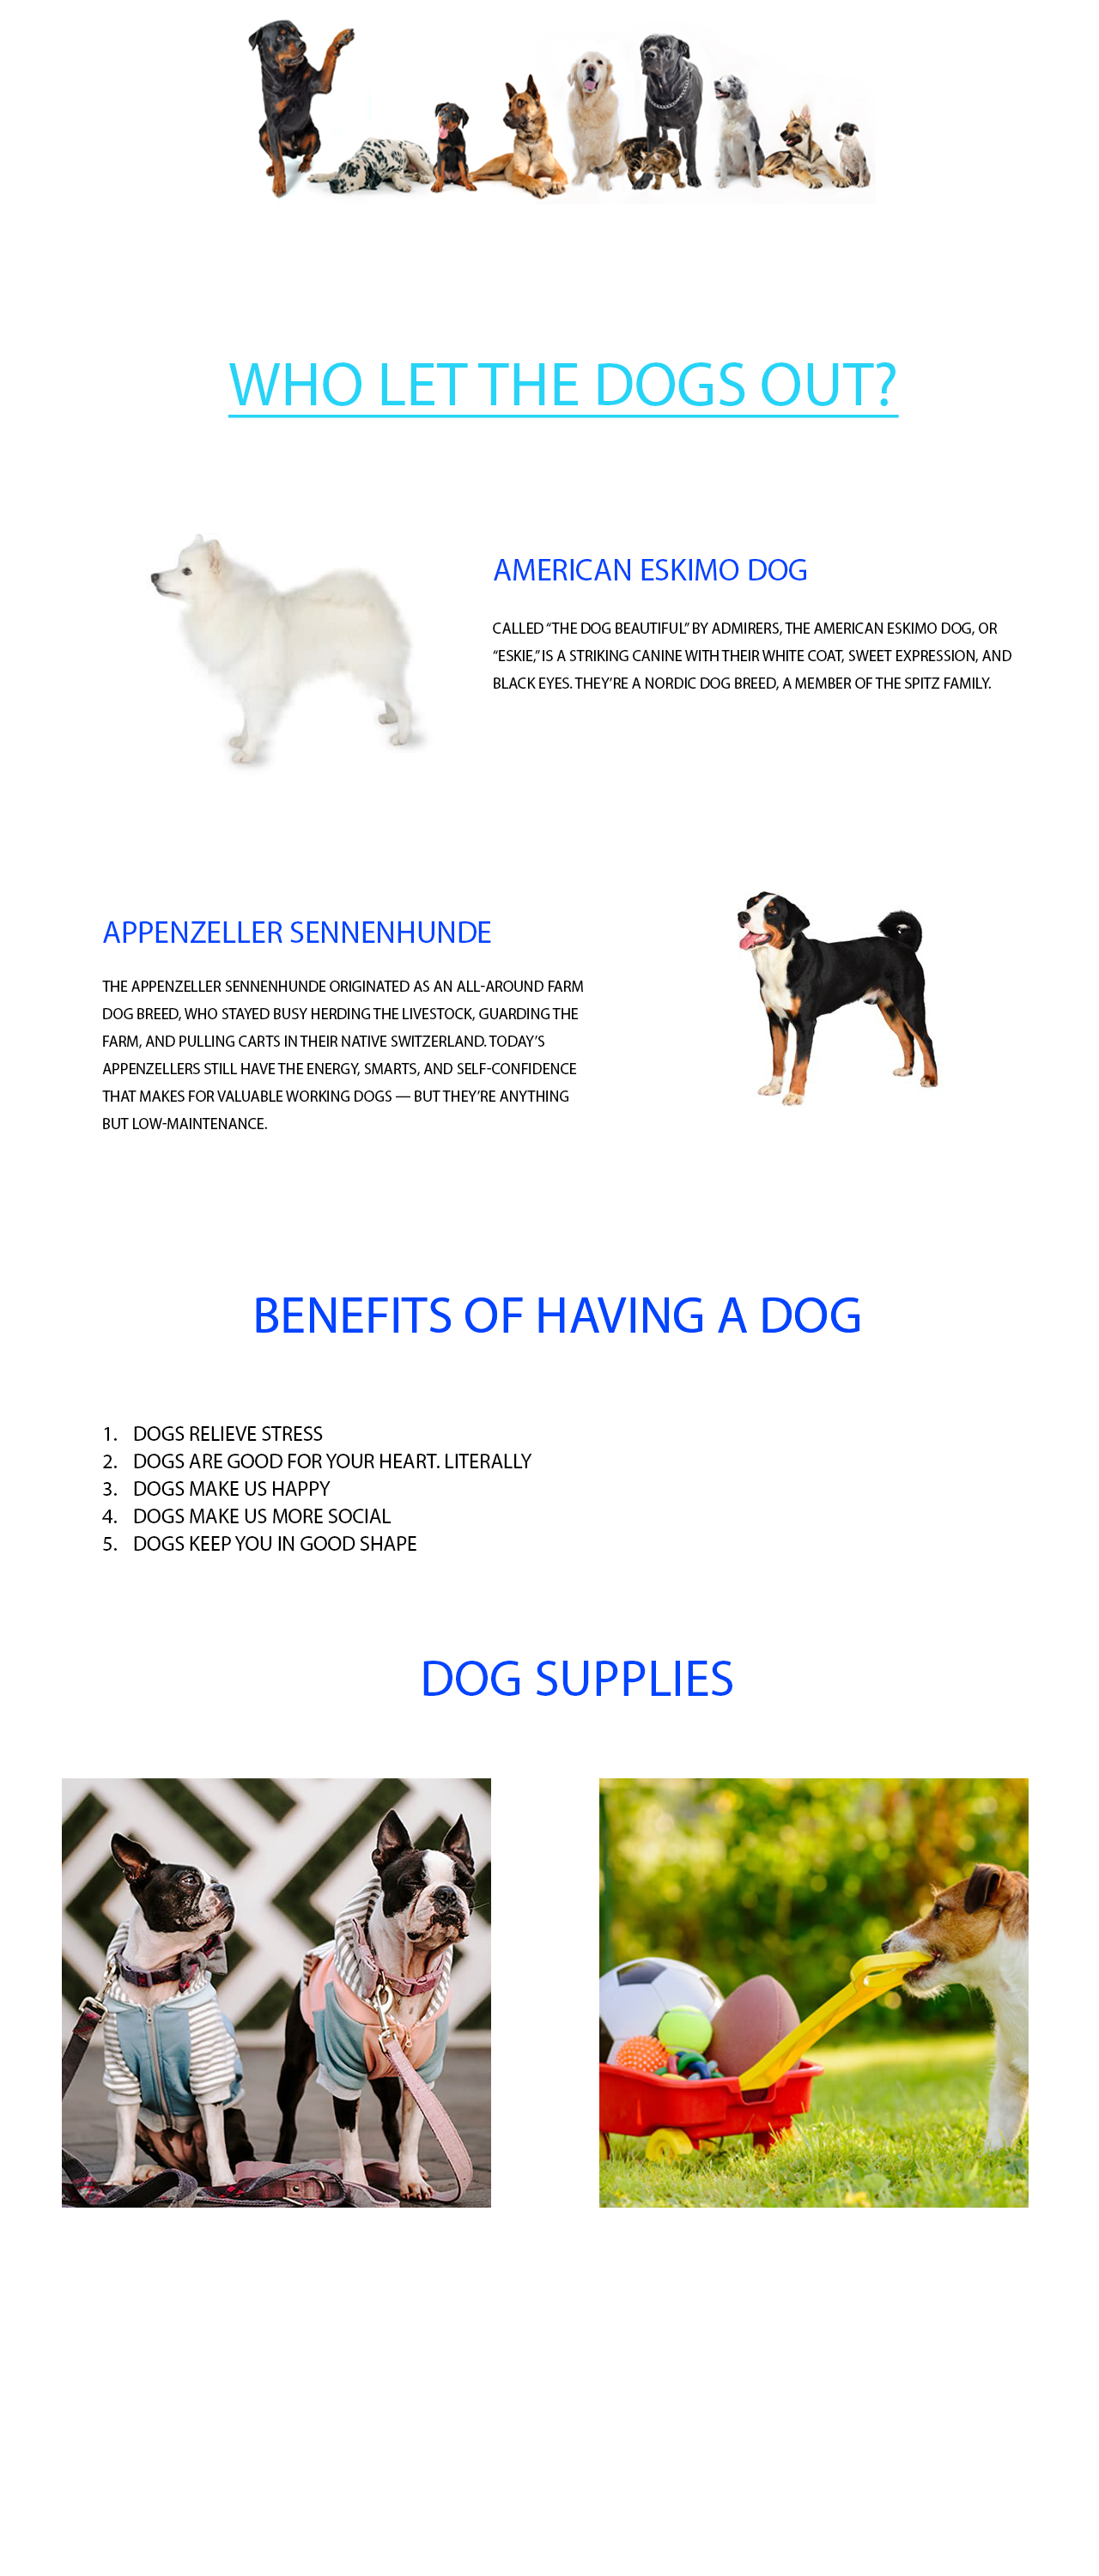 WHO LET THE DOGS OUT?
AMERICAN ESKIMO DOG
CALLED “THE DOG BEAUTIFUL” BY ADMIRERS, THE AMERICAN ESKIMO DOG, OR
“ESKIE,” IS A STRIKING CANINE WITH THEIR WHITE COAT, SWEET EXPRESSION, AND
BLACK EYES. THEY’RE A NORDIC DOG BREED, A MEMBER OF THE SPITZ FAMILY.
APPENZELLER SENNENHUNDE
THE APPENZELLER SENNENHUNDE ORIGINATED AS AN ALL-AROUND FARM
DOG BREED, WHO STAYED BUSY HERDING THE LIVESTOCK, GUARDING THE
FARM, AND PULLING CARTS IN THEIR NATIVE SWITZERLAND. TODAY’S
APPENZELLERS STILL HAVE THE ENERGY, SMARTS, AND SELF-CONFIDENCE
THAT MAKES FOR VALUABLE WORKING DOGS — BUT THEY’RE ANYTHING
BUT LOW-MAINTENANCE.
BENEFITS OF HAVING A DOG
1. DOGS RELIEVE STRESS
2. DOGS ARE GOOD FOR YOUR HEART. LITERALLY
3. DOGS MAKE US HAPPY
4. DOGS MAKE US MORE SOCIAL
5. DOGS KEEP YOU IN GOOD SHAPE
DOG SUPPLIES